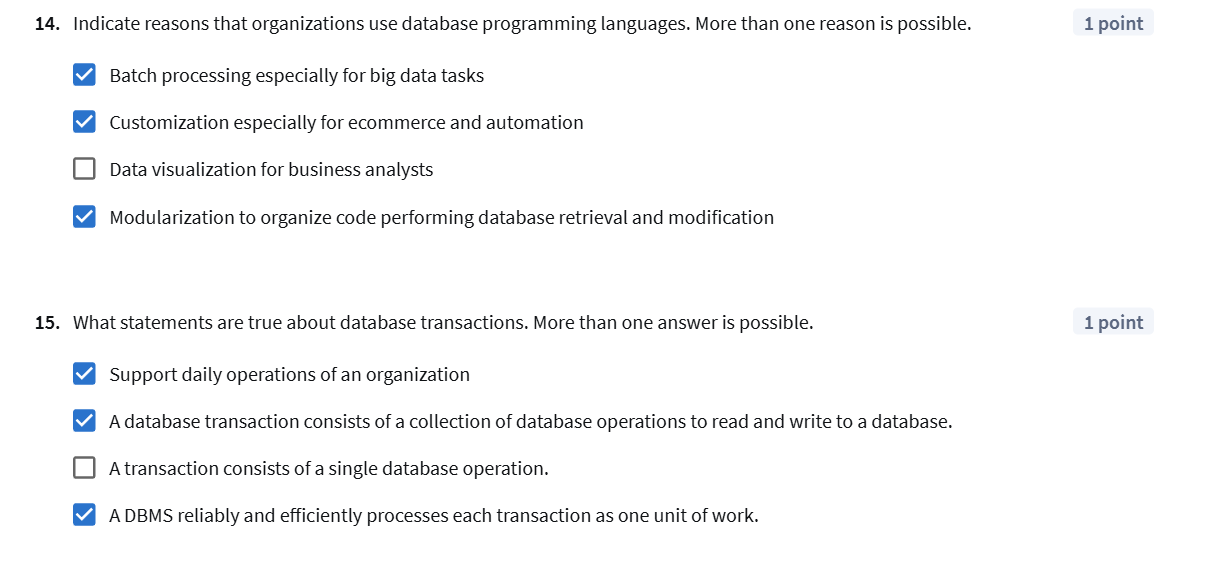 14. Indicate reasons that organizations use database programming languages. More than one reason is possible. 1 point
Batch processing especially for big data tasks
Customization especially for ecommerce and automation
Data visualization for business analysts
Modularization to organize code performing database retrieval and modification
15. What statements are true about database transactions. More than one answer is possible. 1 point
Support daily operations of an organization
A database transaction consists of a collection of database operations to read and write to a database.
A transaction consists of a single database operation.
A DBMS reliably and efficiently processes each transaction as one unit of work.